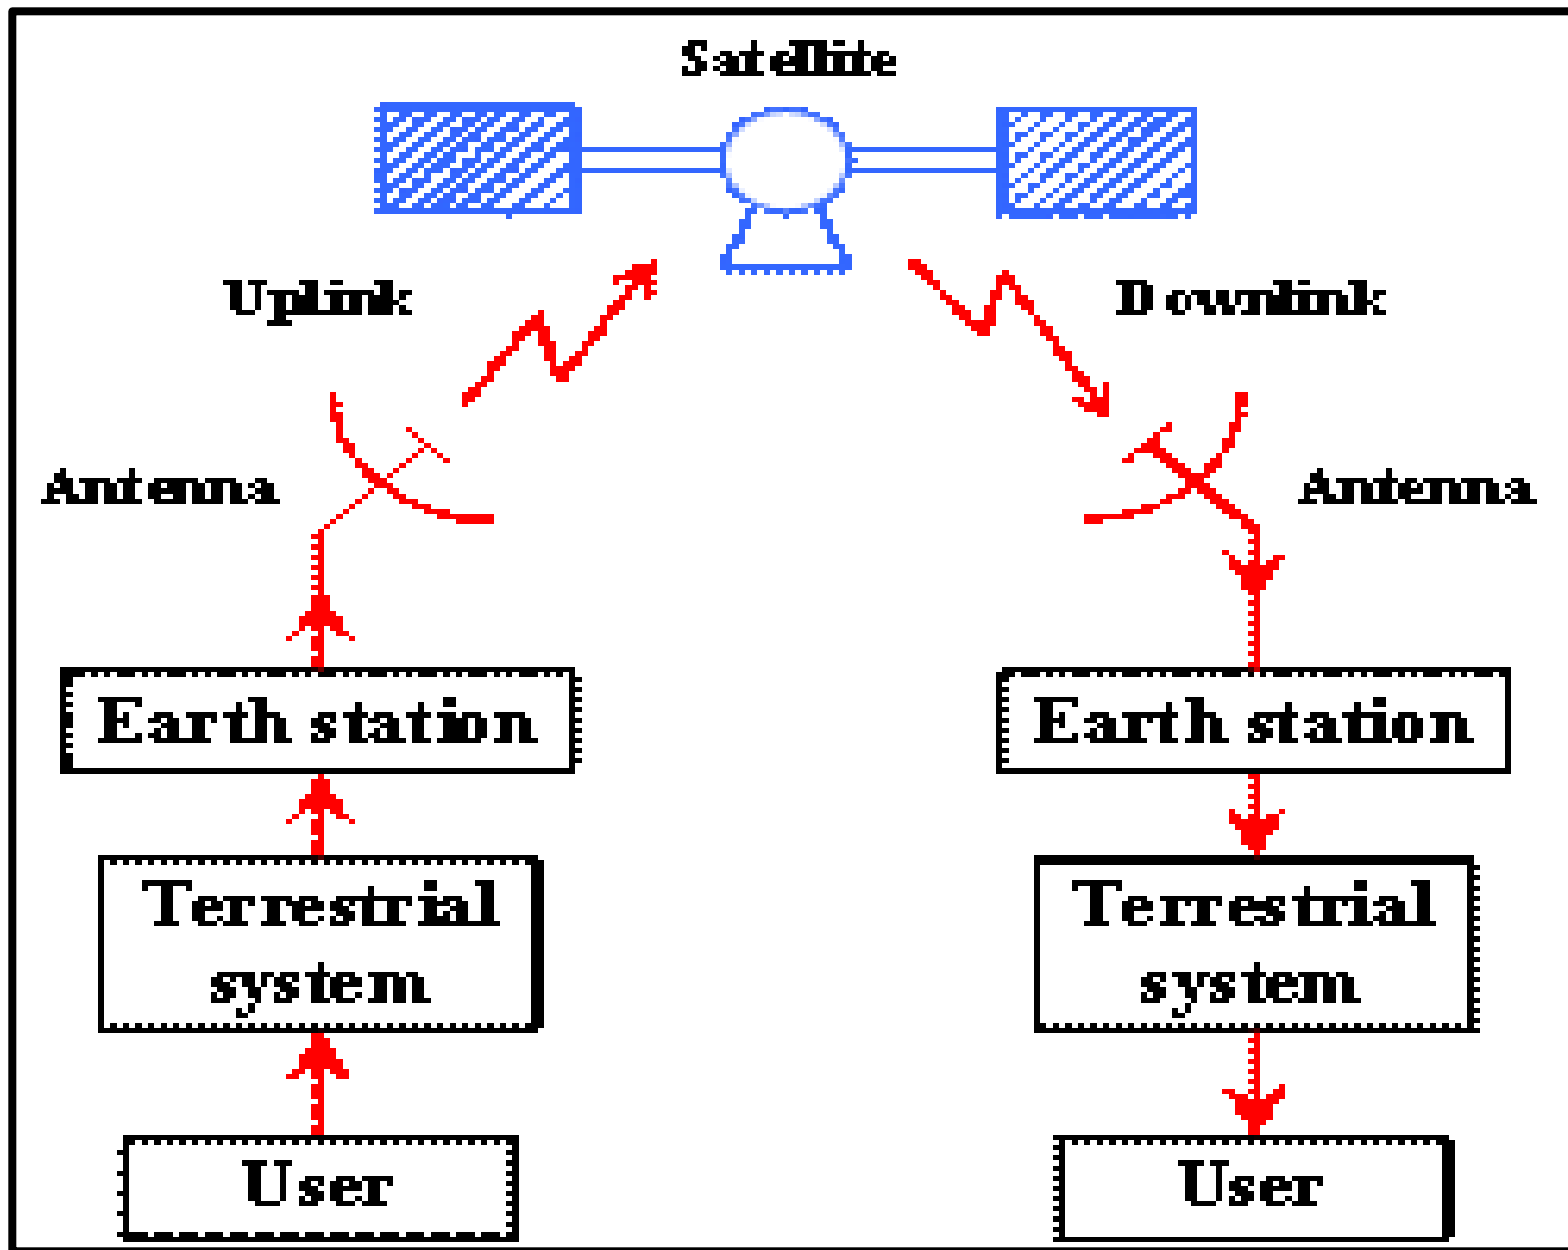 Satellite
Uplink
Downlink
Antenna
Antenna
Earth station
Earth station
Terrestrial
system
Terrestrial
system
User
User